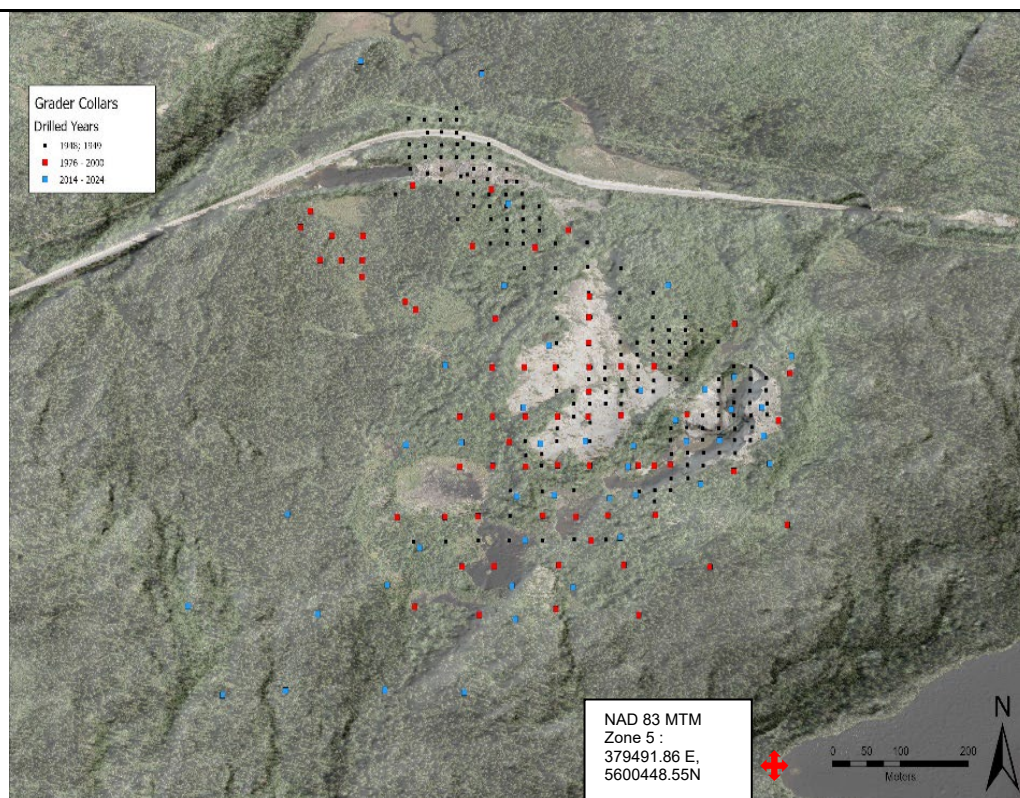 Grader Collars
Drilled Years
1948; 1949
1976 - 2000
2014 - 2024
NAD 83 MTM
Zone 5 :
379491.86 E,
5600448.55N
N
0 50 100 200
Meters